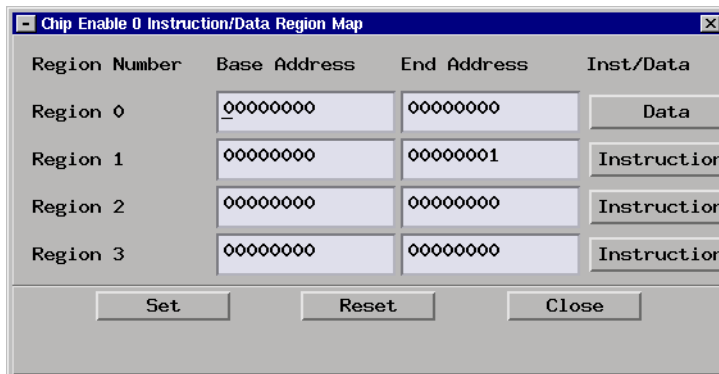 Chip Enable 0 Instruction/Data Region Map
Region Number Base Address End Address Inst/Data
Region 0 00000000 00000000 Data
Region 1 00000000 00000001 Instruction
Region 2 00000000 00000000 Instruction
Region 3 00000000 00000000 Instruction
Set Reset Close